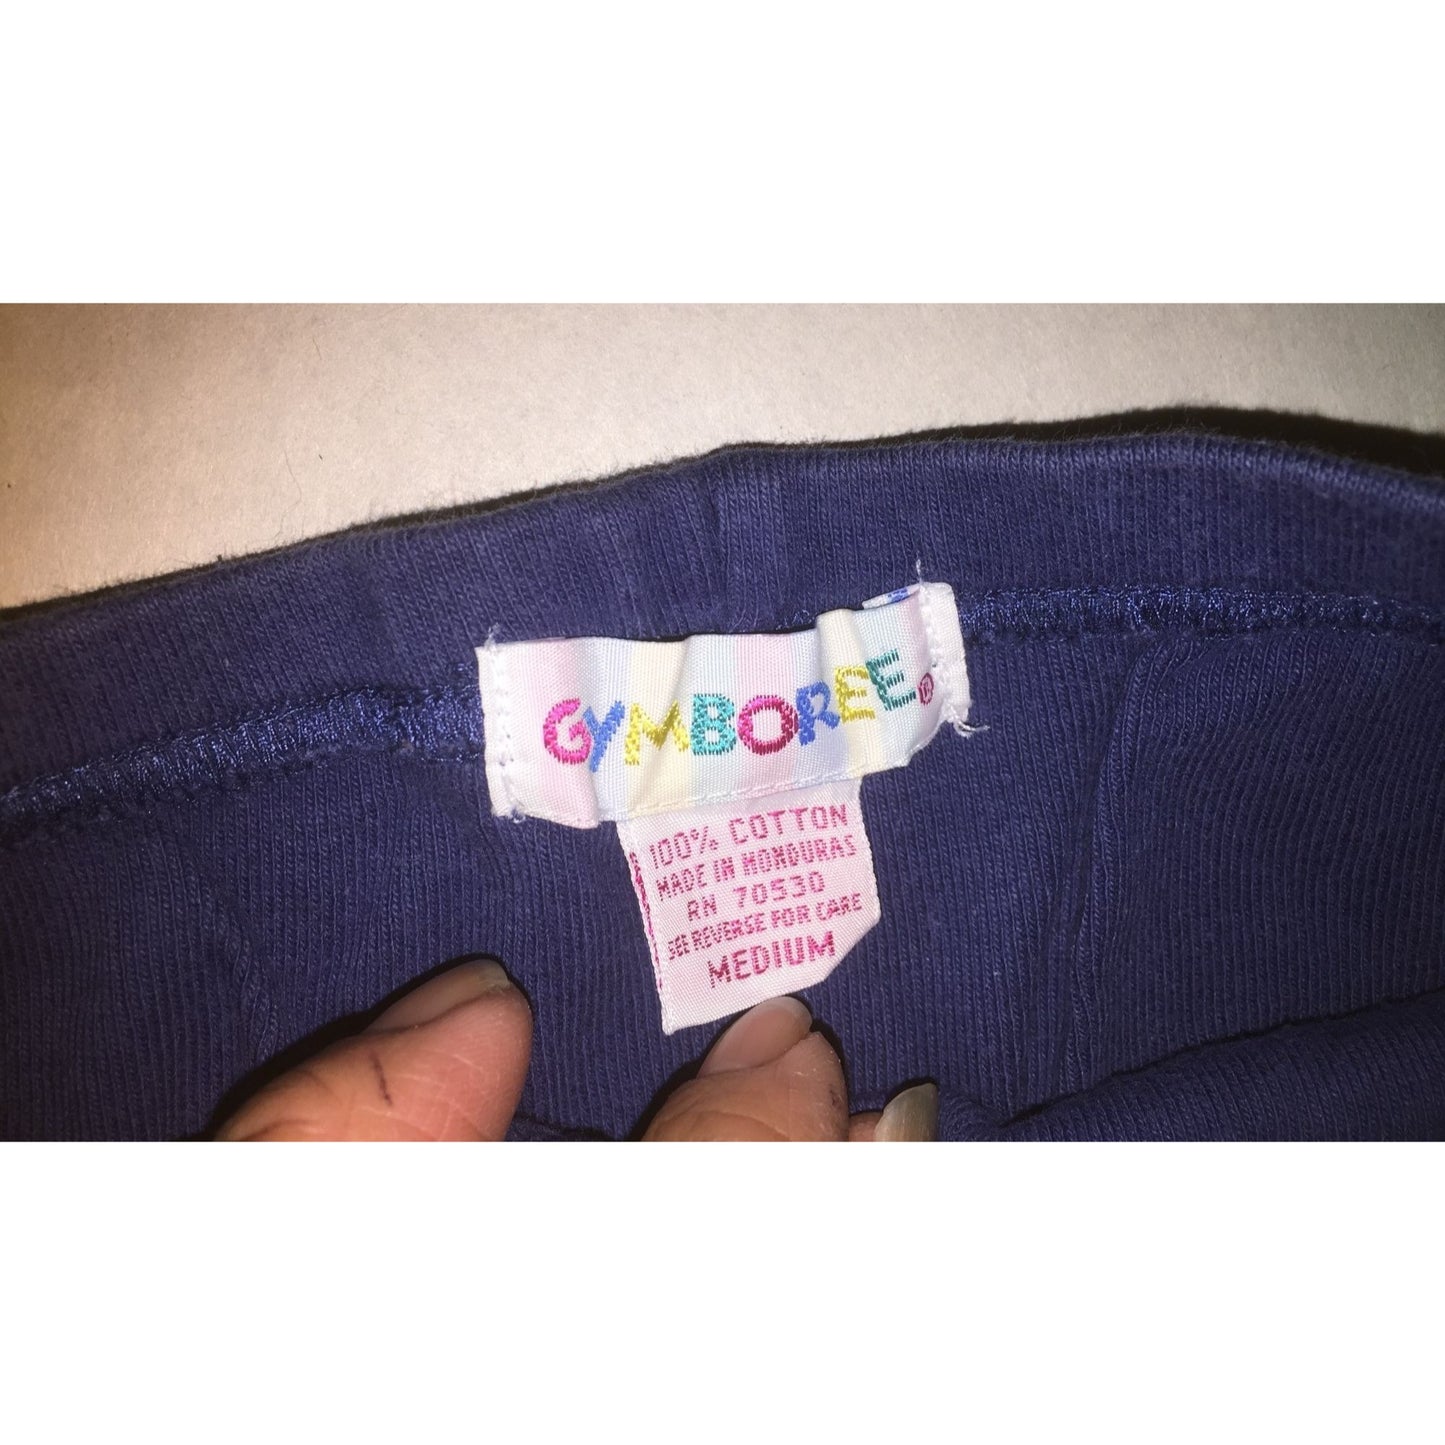 GYMBOREE®
100% COTTON
MADE IN HONDURAS
RN 70530
SEE REVERSE FOR CARE
MEDIUM